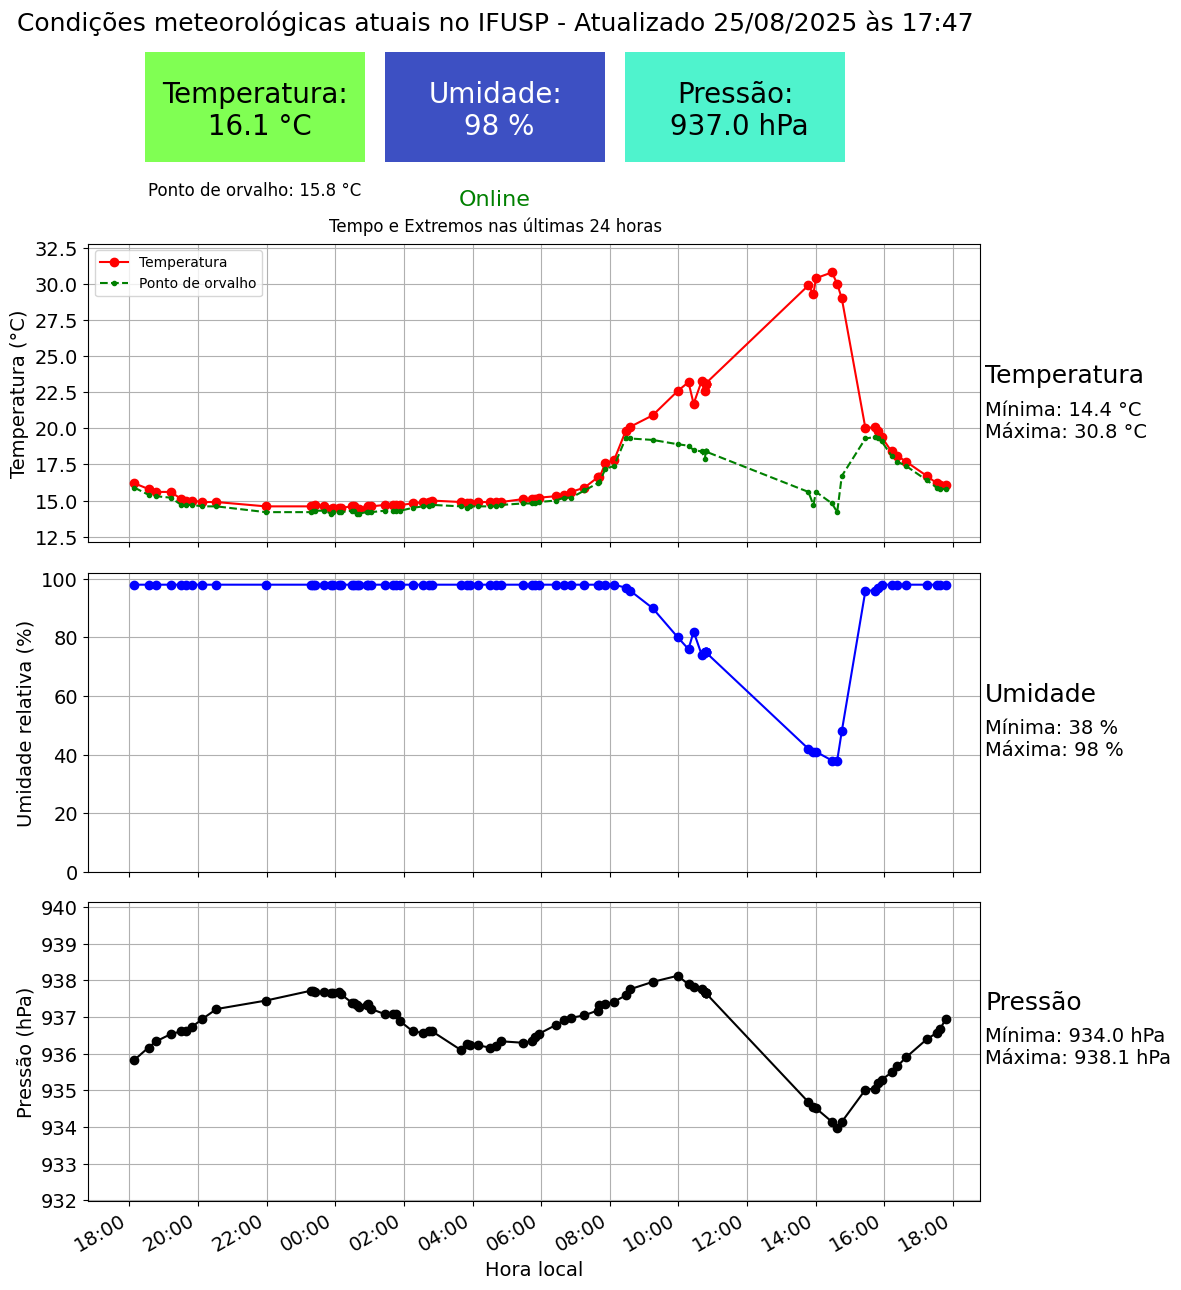 Condições meteorológicas atuais no IFUSP - Atualizado 25/08/2025 às 17:47
Temperatura:
16.1 °C
Umidade:
98 %
Pressão:
937.0 hPa
Ponto de orvalho: 15.8 °C
Online
Tempo e Extremos nas últimas 24 horas
Temperatura (°C)
32.5
30.0
27.5
25.0
22.5
20.0
17.5
15.0
12.5
Temperatura
Ponto de orvalho
Temperatura
Mínima: 14.4 °C
Máxima: 30.8 °C
Umidade relativa (%)
100
80
60
40
20
0
Umidade
Mínima: 38 %
Máxima: 98 %
Pressão (hPa)
940
939
938
937
936
935
934
933
932
Pressão
Mínima: 934.0 hPa
Máxima: 938.1 hPa
18:00 20:00 22:00 00:00 02:00 04:00 06:00 08:00 10:00 12:00 14:00 16:00 18:00
Hora local